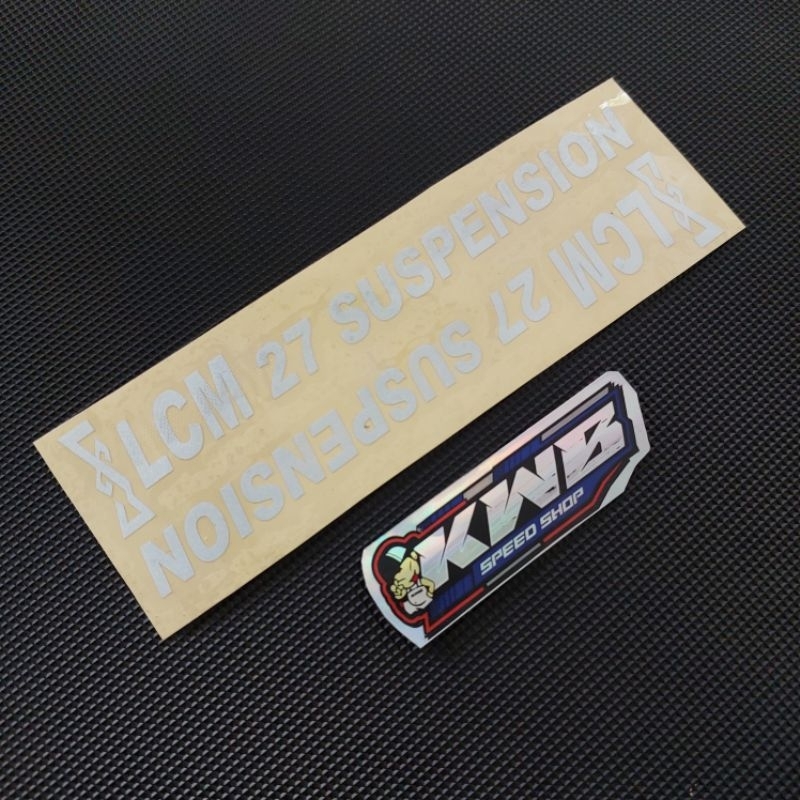 LCM 27 SUSPENSION
LCM 27 SUSPENSION
KWB
SPEED SHOP